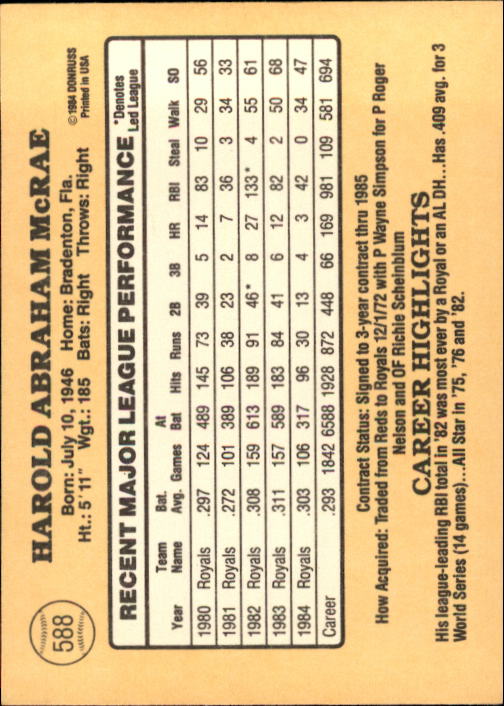 588
HAROLD ABRAHAM McRAE
Born: July 10, 1946 Home: Bradenton, Fla.
Ht.: 5' 11" Wgt.: 185 Bats: Right Throws: Right
©1984 DONRUSS
Printed in USA
RECENT MAJOR LEAGUE PERFORMANCE *Denotes Led League
Year Team Name Bat. Avg. Games At Bat Hits Runs 2B 3B HR RBI Steal Walk SO
1980 Royals .297 124 489 145 73 39 5 14 83 10 29 56
1981 Royals .272 101 389 106 38 23 2 7 36 3 34 33
1982 Royals .308 159 613 189 91 46* 8 27 133* 4 55 61
1983 Royals .311 157 589 183 84 41 6 12 82 2 50 68
1984 Royals .303 106 317 96 30 13 4 3 42 0 34 47
Career .293 1842 6588 1928 872 448 66 169 981 109 581 694
Contract Status: Signed to 3-year contract thru 1985
How Acquired: Traded from Reds to Royals 12/1/72 with P Wayne Simpson for P Roger
Nelson and OF Richie Scheinblum
CAREER HIGHLIGHTS
His league-leading RBI total in '82 was most ever by a Royal or an AL DH...Has .409 avg. for 3
World Series (14 games)...All Star in '75, '76 and '82.